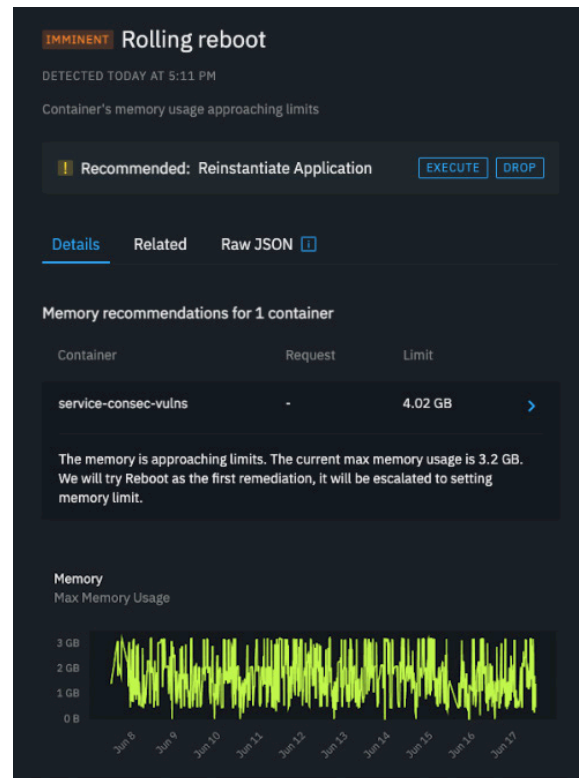 IMMINENT Rolling reboot
DETECTED TODAY AT 5:11 PM
Container's memory usage approaching limits
! Recommended: Reinstantiate Application EXECUTE DROP
Details Related Raw JSON i
Memory recommendations for 1 container
Container Request Limit
service-consec-vulns - 4.02 GB >
The memory is approaching limits. The current max memory usage is 3.2 GB.
We will try Reboot as the first remediation, it will be escalated to setting
memory limit.
Memory
Max Memory Usage
3 GB
2 GB
1 GB
0 B
Jun 8 Jun 9 Jun 10 Jun 11 Jun 12 Jun 13 Jun 14 Jun 15 Jun 16 Jun 17